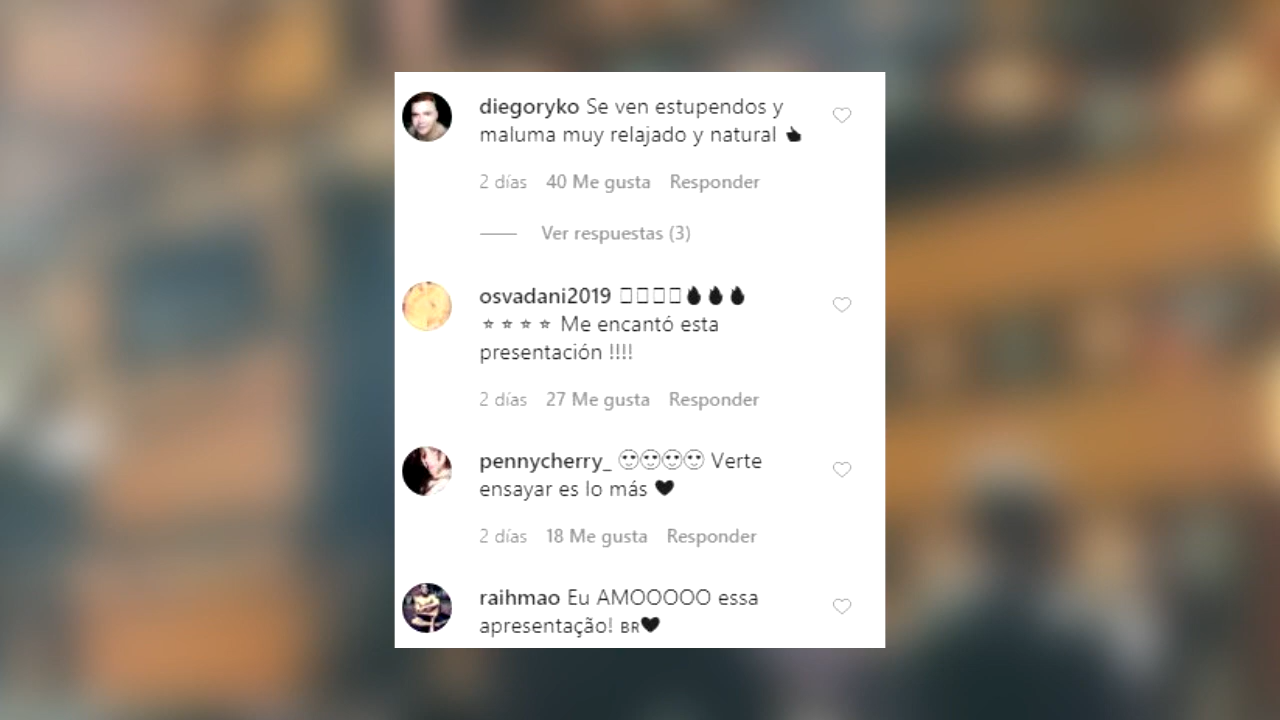 diegoryko Se ven estupendos y
maluma muy relajado y natural 👍
2 días 40 Me gusta Responder
Ver respuestas (3)
osvadani2019 □□□□🔥🔥🔥
⭐⭐⭐⭐ Me encantó esta
presentación !!!!
2 días 27 Me gusta Responder
pennycherry_ 🙂🙂🙂🙂 Verte
ensayar es lo más 🖤
2 días 18 Me gusta Responder
raihmao Eu AMOOOOO essa
apresentação! BR🖤